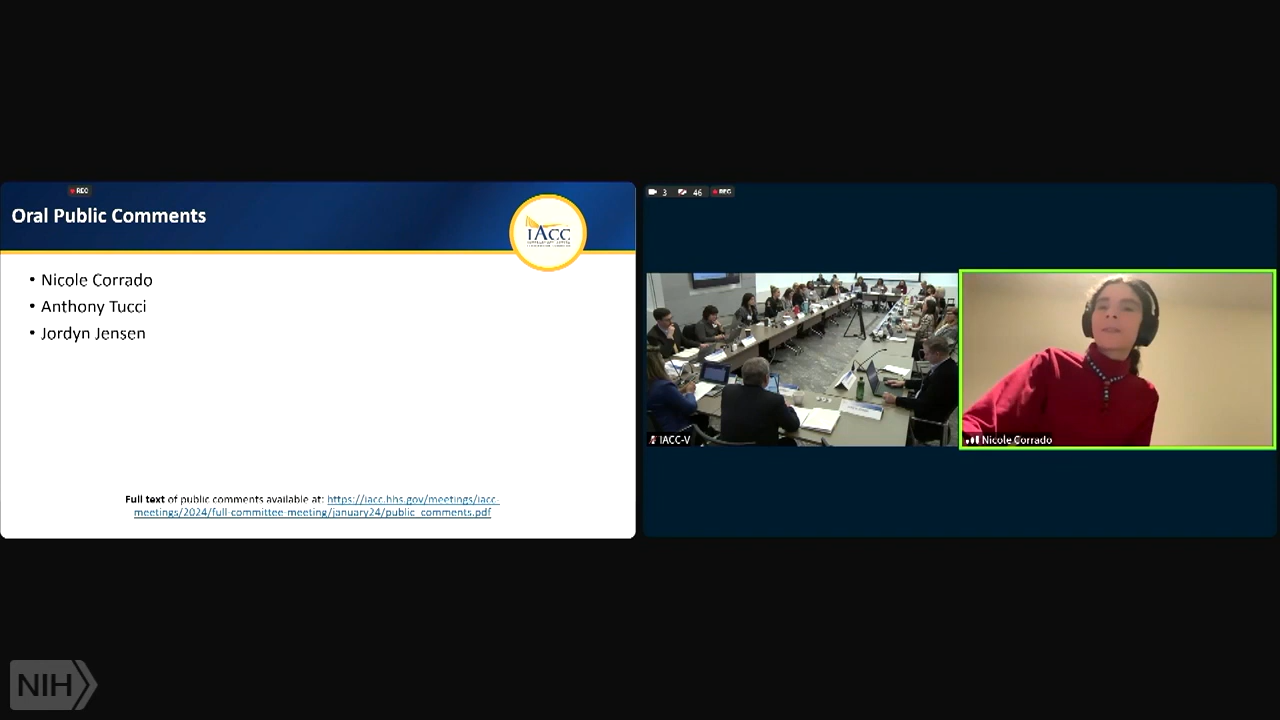 REC
Oral Public Comments
IACC
• Nicole Corrado
• Anthony Tucci
• Jordyn Jensen
Full text of public comments available at: https://iacc.hhs.gov/meetings/iacc-
meetings/2024/full-committee-meeting/january24/public_comments.pdf
3 46 REC
IACC-V
Nicole Corrado
NIH